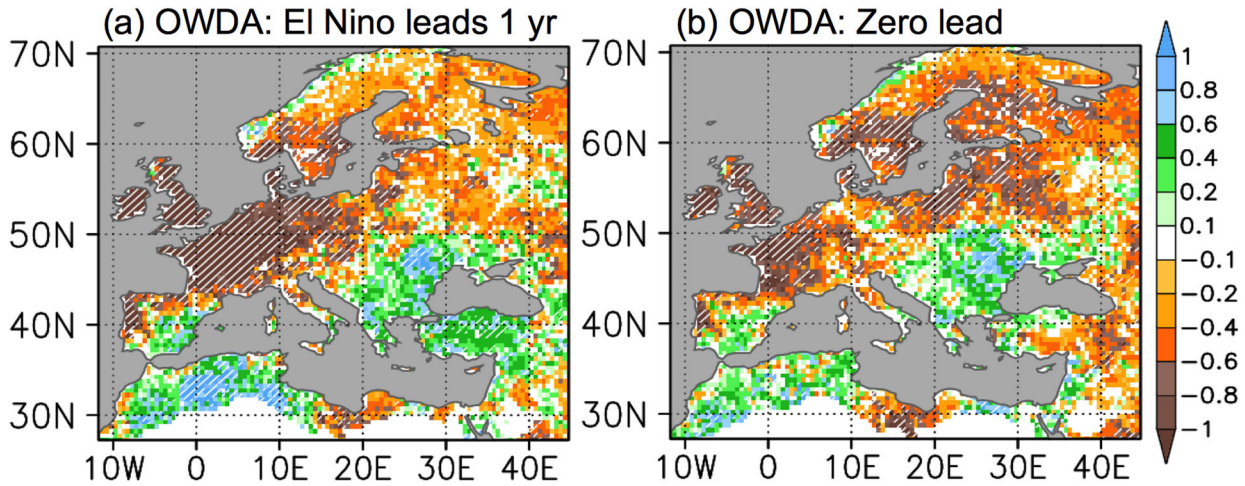 (a) OWDA: El Nino leads 1 yr
(b) OWDA: Zero lead
70N
60N
50N
40N
30N
10W 0 10E 20E 30E 40E
70N
60N
50N
40N
30N
10W 0 10E 20E 30E 40E
1
0.8
0.6
0.4
0.2
0.1
−0.1
−0.2
−0.4
−0.6
−0.8
−1